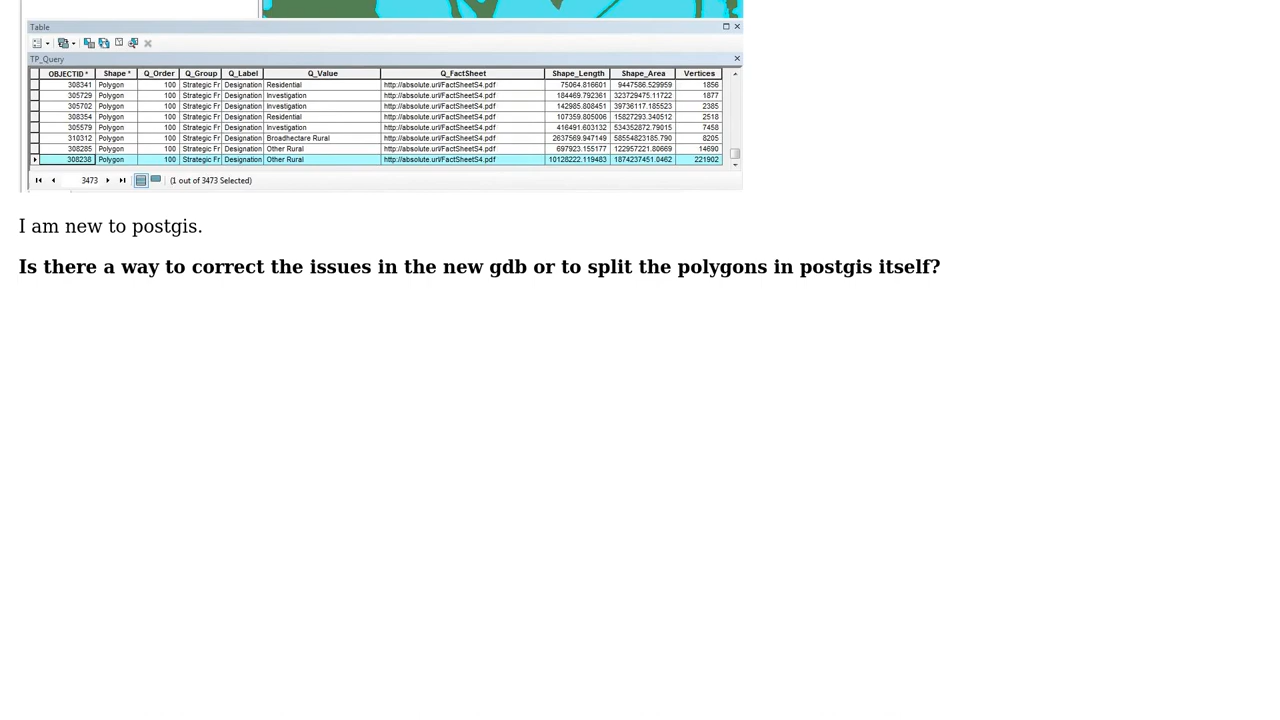 Table
TP_Query
OBJECTID * Shape * Q_Order Q_Group Q_Label Q_Value Q_FactSheet Shape_Length Shape_Area Vertices
308341 Polygon 100 Strategic Fr Designation Residential http://absolute.url/FactSheetS4.pdf 75064.816601 9447586.529959 1856
305729 Polygon 100 Strategic Fr Designation Investigation http://absolute.url/FactSheetS4.pdf 184469.792361 323729475.11722 1877
305702 Polygon 100 Strategic Fr Designation Investigation http://absolute.url/FactSheetS4.pdf 142985.808451 39736117.185523 2385
308354 Polygon 100 Strategic Fr Designation Residential http://absolute.url/FactSheetS4.pdf 107359.805006 15827293.340512 2518
305579 Polygon 100 Strategic Fr Designation Investigation http://absolute.url/FactSheetS4.pdf 416491.603132 534352872.79015 7458
310312 Polygon 100 Strategic Fr Designation Broadhectare Rural http://absolute.url/FactSheetS4.pdf 2637569.947149 58554823185.790 8205
308285 Polygon 100 Strategic Fr Designation Other Rural http://absolute.url/FactSheetS4.pdf 697923.155177 122957221.80669 14690
308238 Polygon 100 Strategic Fr Designation Other Rural http://absolute.url/FactSheetS4.pdf 10128222.119483 1874237451.0462 221902
3473 (1 out of 3473 Selected)
I am new to postgis.
Is there a way to correct the issues in the new gdb or to split the polygons in postgis itself?